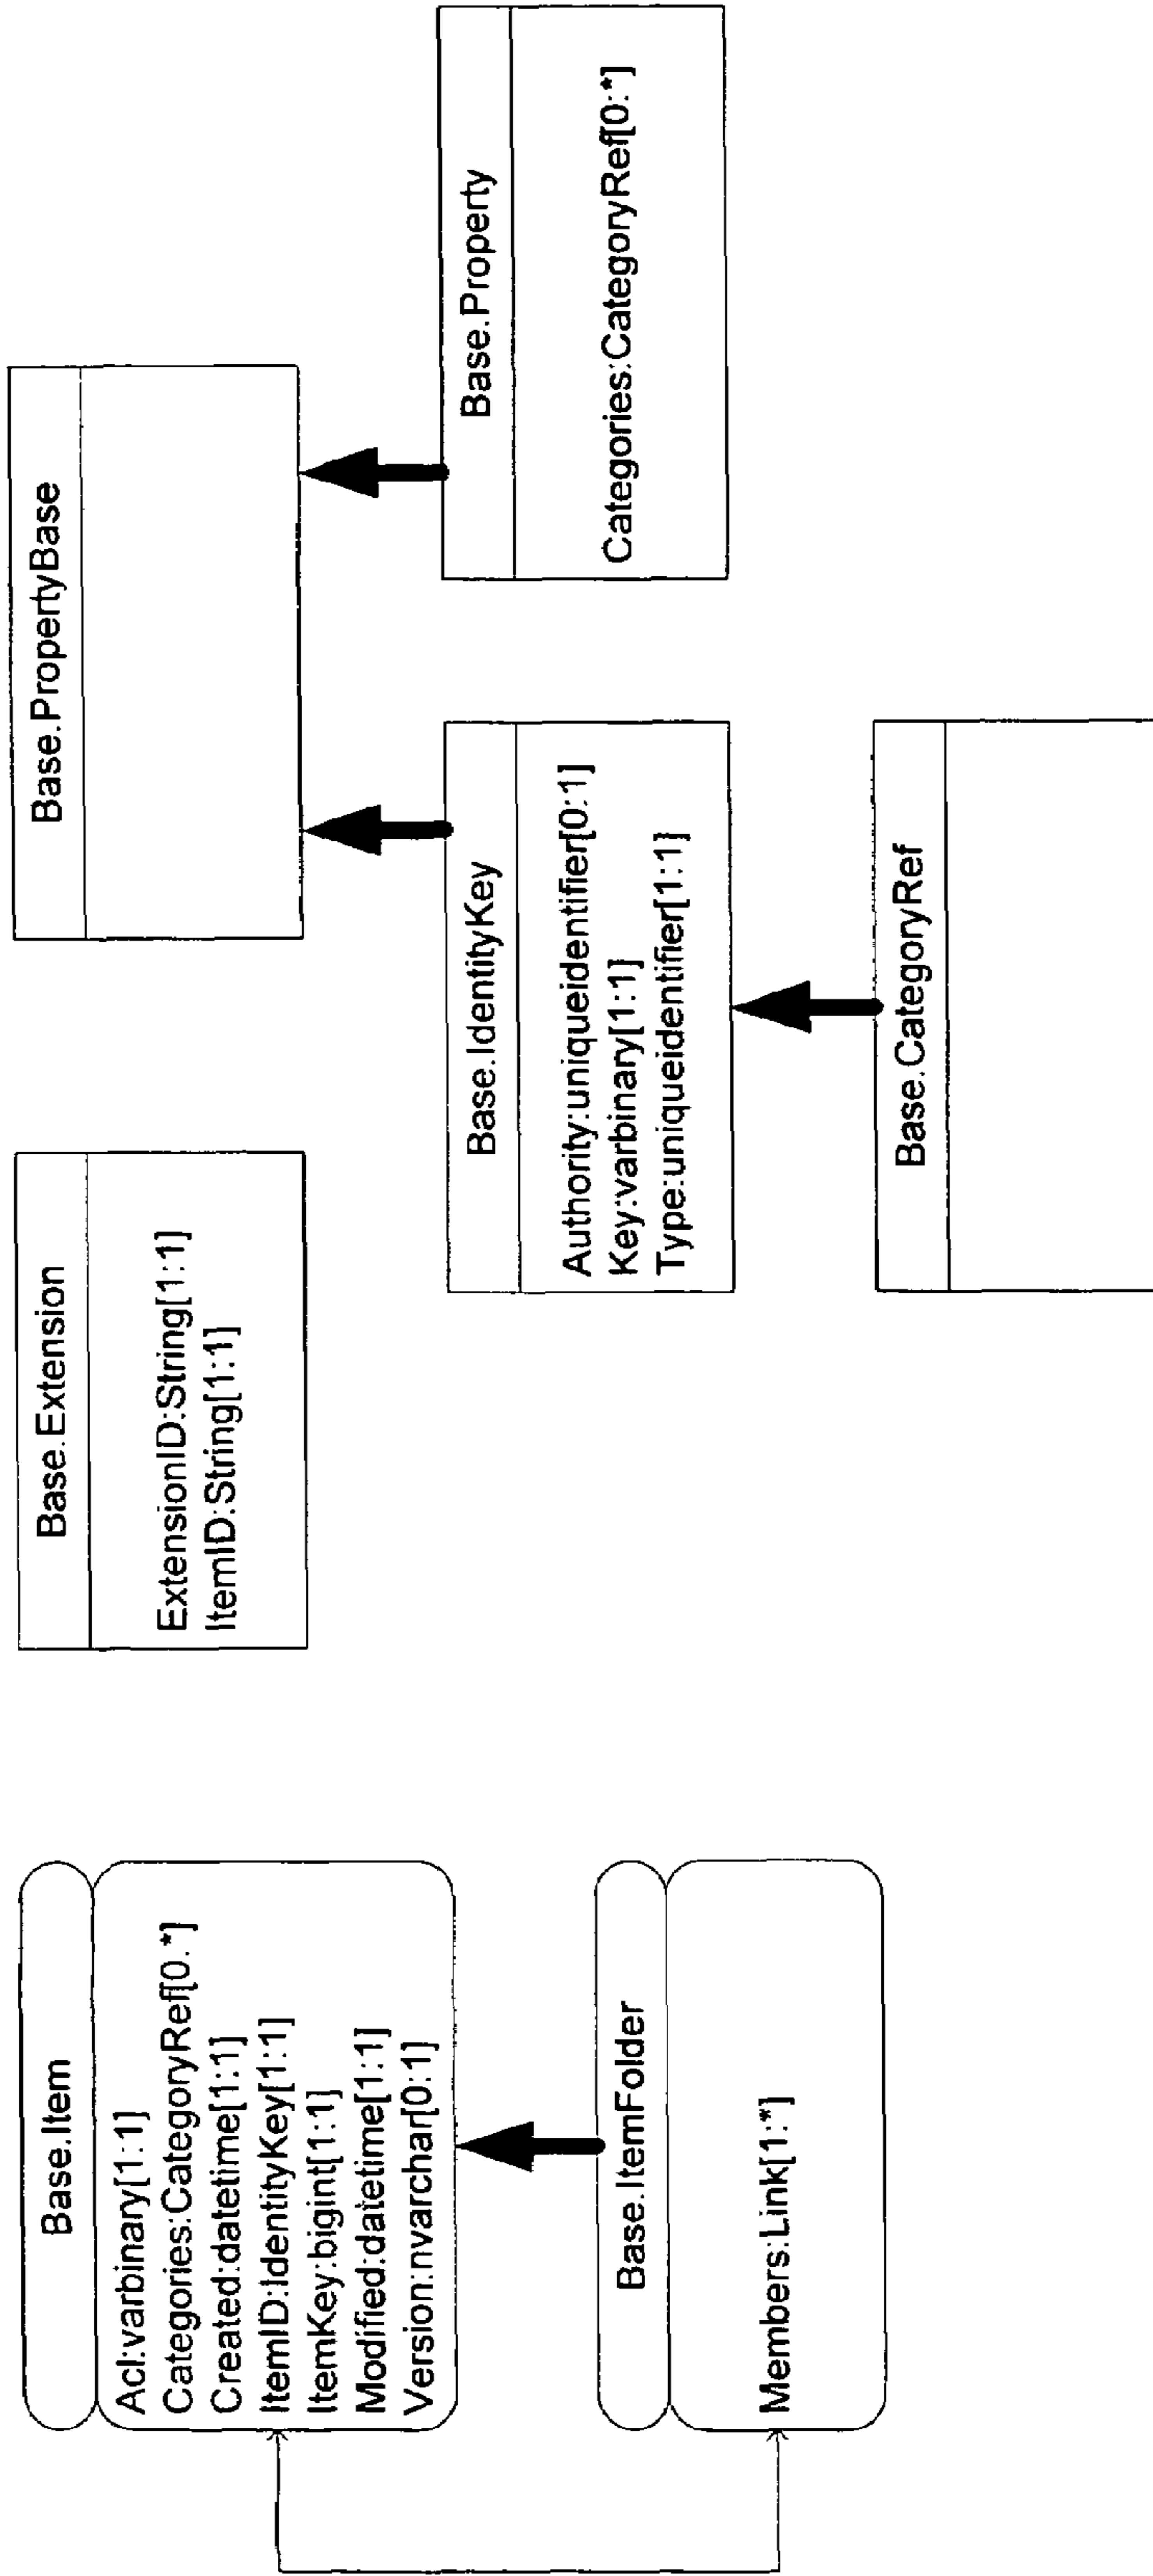 Base.Item
Acl:varbinary[1:1]
Categories:CategoryRef[0.*]
Created:datetime[1:1]
ItemID:IdentityKey[1:1]
ItemKey:bigint[1:1]
Modified:datetime[1:1]
Version:nvarchar[0:1]
Base.ItemFolder
Members:Link[1:*]
Base.Extension
ExtensionID:String[1:1]
ItemID:String[1:1]
Base.PropertyBase
Base.IdentityKey
Authority:uniqueidentifier[0:1]
Key:varbinary[1:1]
Type:uniqueidentifier[1:1]
Base.Property
Categories:CategoryRef[0:*]
Base.CategoryRef